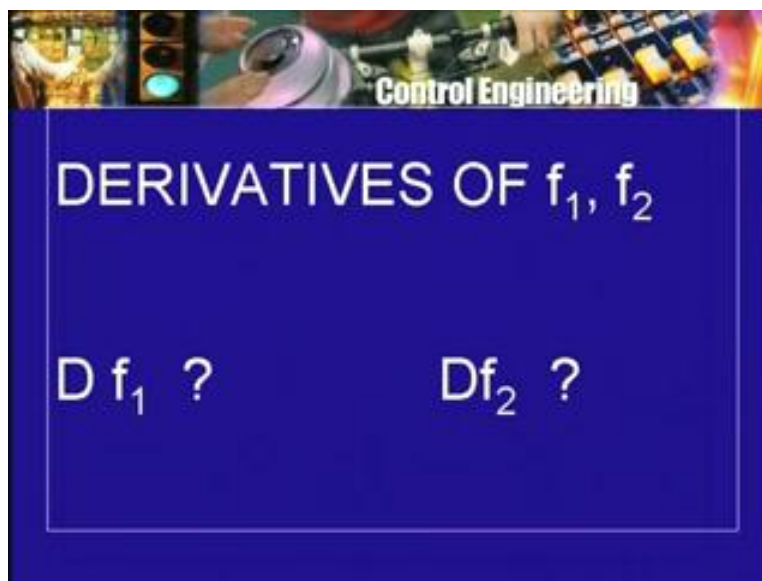 Control Engineering
DERIVATIVES OF f₁, f₂
D f₁ ? Df₂ ?